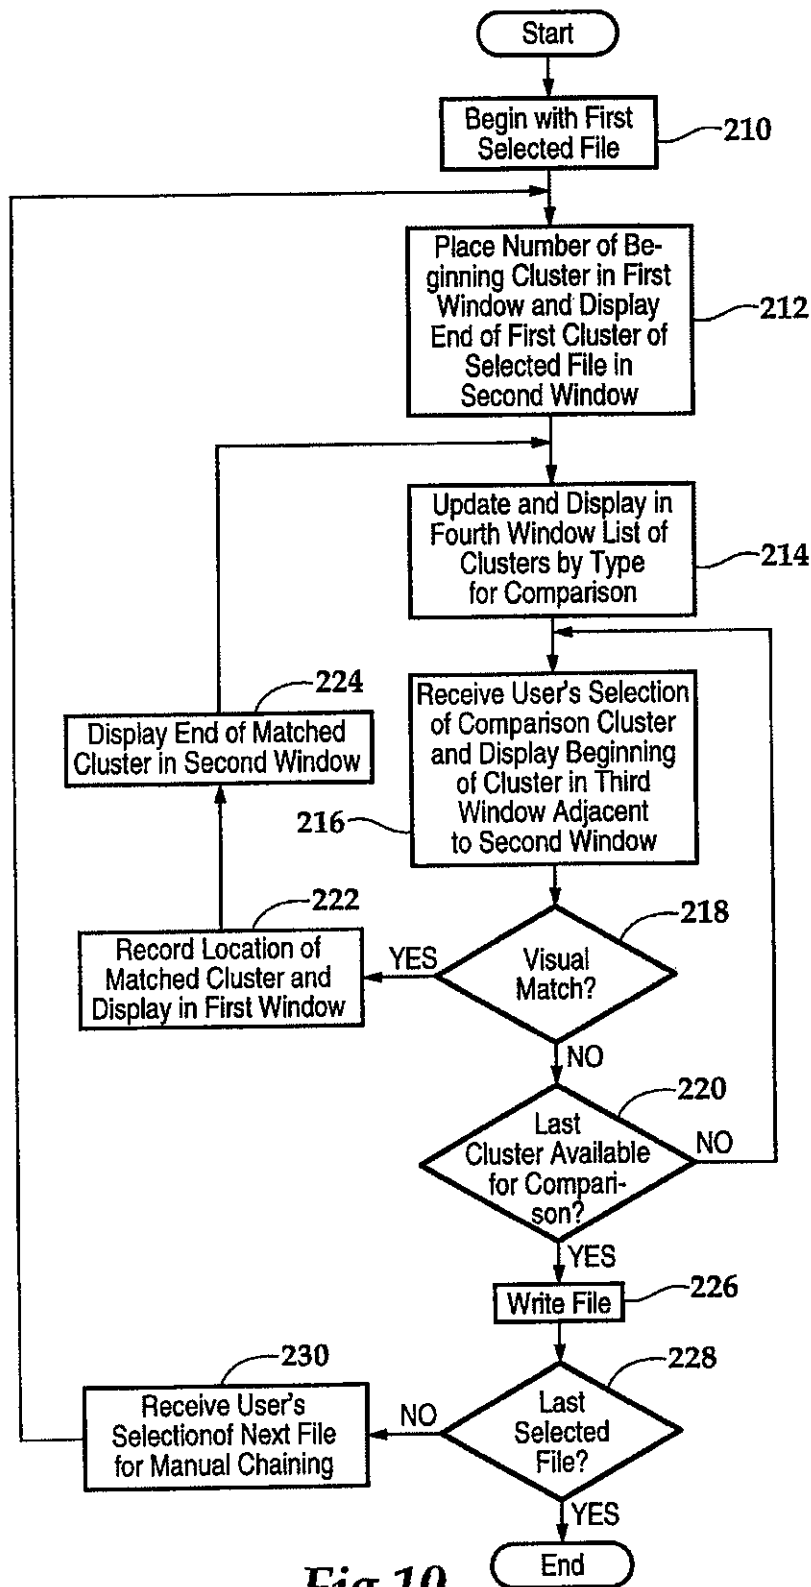 Start
Begin with First
Selected File
210
Place Number of Be-
ginning Cluster in First
Window and Display
End of First Cluster of
Selected File in
Second Window
212
Update and Display in
Fourth Window List of
Clusters by Type
for Comparison
214
224
Display End of Matched
Cluster in Second Window
Receive User's Selection
of Comparison Cluster
and Display Beginning
of Cluster in Third
Window Adjacent
to Second Window
216
222
Record Location of
Matched Cluster and
Display in First Window
YES
Visual
Match?
218
NO
220
Last
Cluster Available
for Compari-
son?
NO
YES
Write File
226
230
Receive User's
Selectionof Next File
for Manual Chaining
NO
Last
Selected
File?
228
YES
End
Fig.10